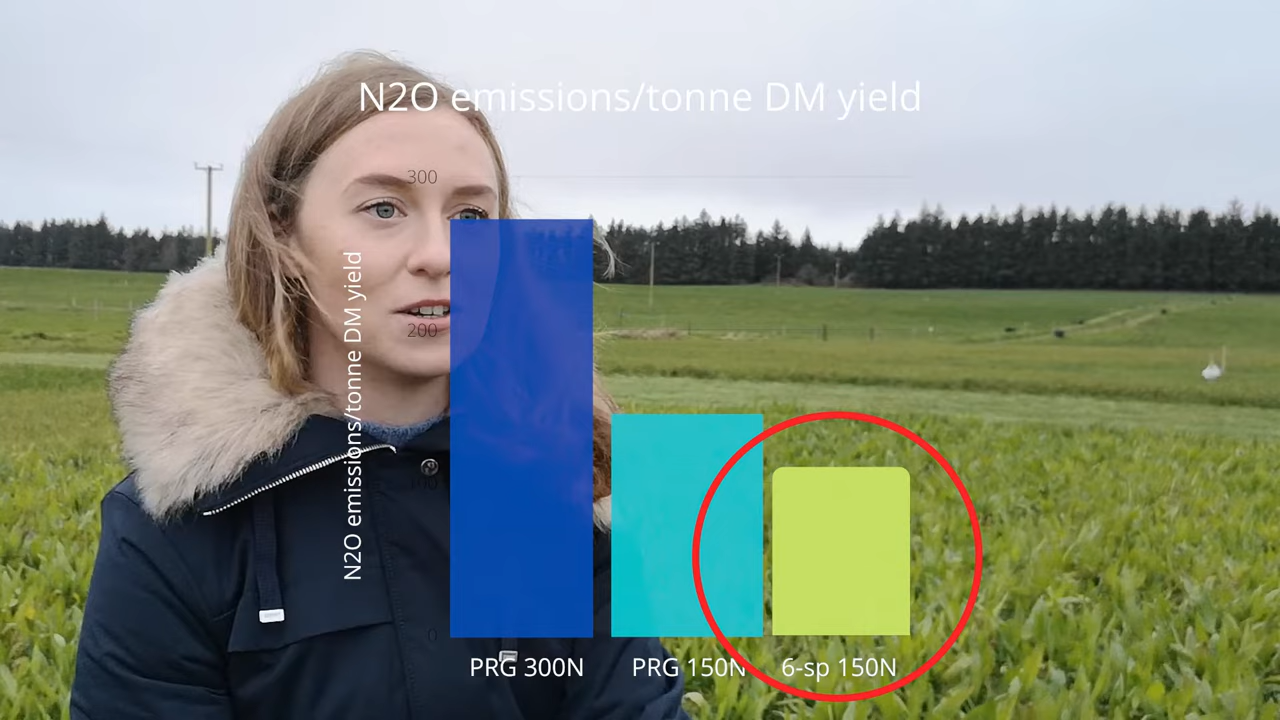 N2O emissions/tonne DM yield
N2O emissions/tonne DM yield
300
200
100
0
PRG 300N
PRG 150N
6-sp 150N